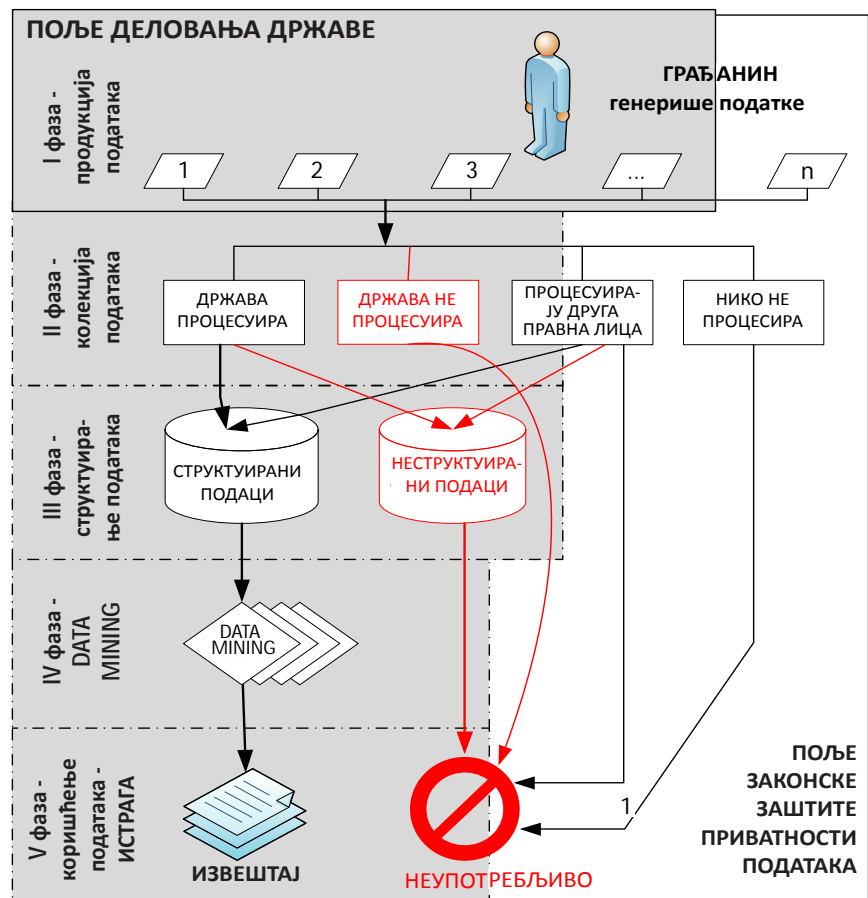 ПОЉЕ ДЕЛОВАЊА ДРЖАВЕ
I фаза -
продукција
података
ГРАЂАНИН
генерише податке
1
2
3
...
n
II фаза -
колекција
података
ДРЖАВА
ПРОЦЕСУИРА
ДРЖАВА НЕ
ПРОЦЕСУИРА
ПРОЦЕСУИРА-
ЈУ ДРУГА
ПРАВНА ЛИЦА
НИКО НЕ
ПРОЦЕСИРА
III фаза -
структуира-
ње података
СТРУКТУИРАНИ
ПОДАЦИ
НЕСТРУКТУИРА-
НИ ПОДАЦИ
IV фаза -
DATA
MINING
DATA
MINING
V фаза -
коришћење
података -
ИСТРАГА
ИЗВЕШТАЈ
НЕУПОТРЕБЉИВО
1
ПОЉЕ
ЗАКОНСКЕ
ЗАШТИТЕ
ПРИВАТНОСТИ
ПОДАТАКА